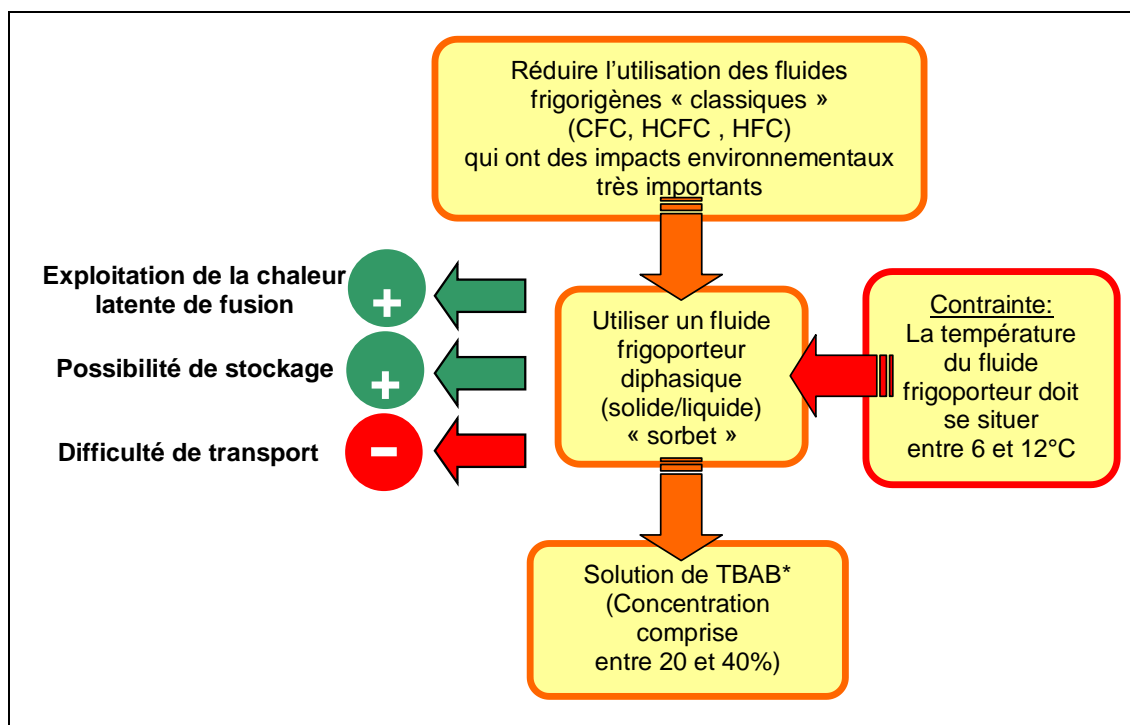 Réduire l'utilisation des fluides
frigorigènes « classiques »
(CFC, HCFC , HFC)
qui ont des impacts environnementaux
très importants
Exploitation de la chaleur
latente de fusion
+
Possibilité de stockage
+
Difficulté de transport
-
Utiliser un fluide
frigoporteur
diphasique
(solide/liquide)
« sorbet »
Contrainte:
La température
du fluide
frigoporteur doit
se situer
entre 6 et 12°C
Solution de TBAB*
(Concentration
comprise
entre 20 et 40%)